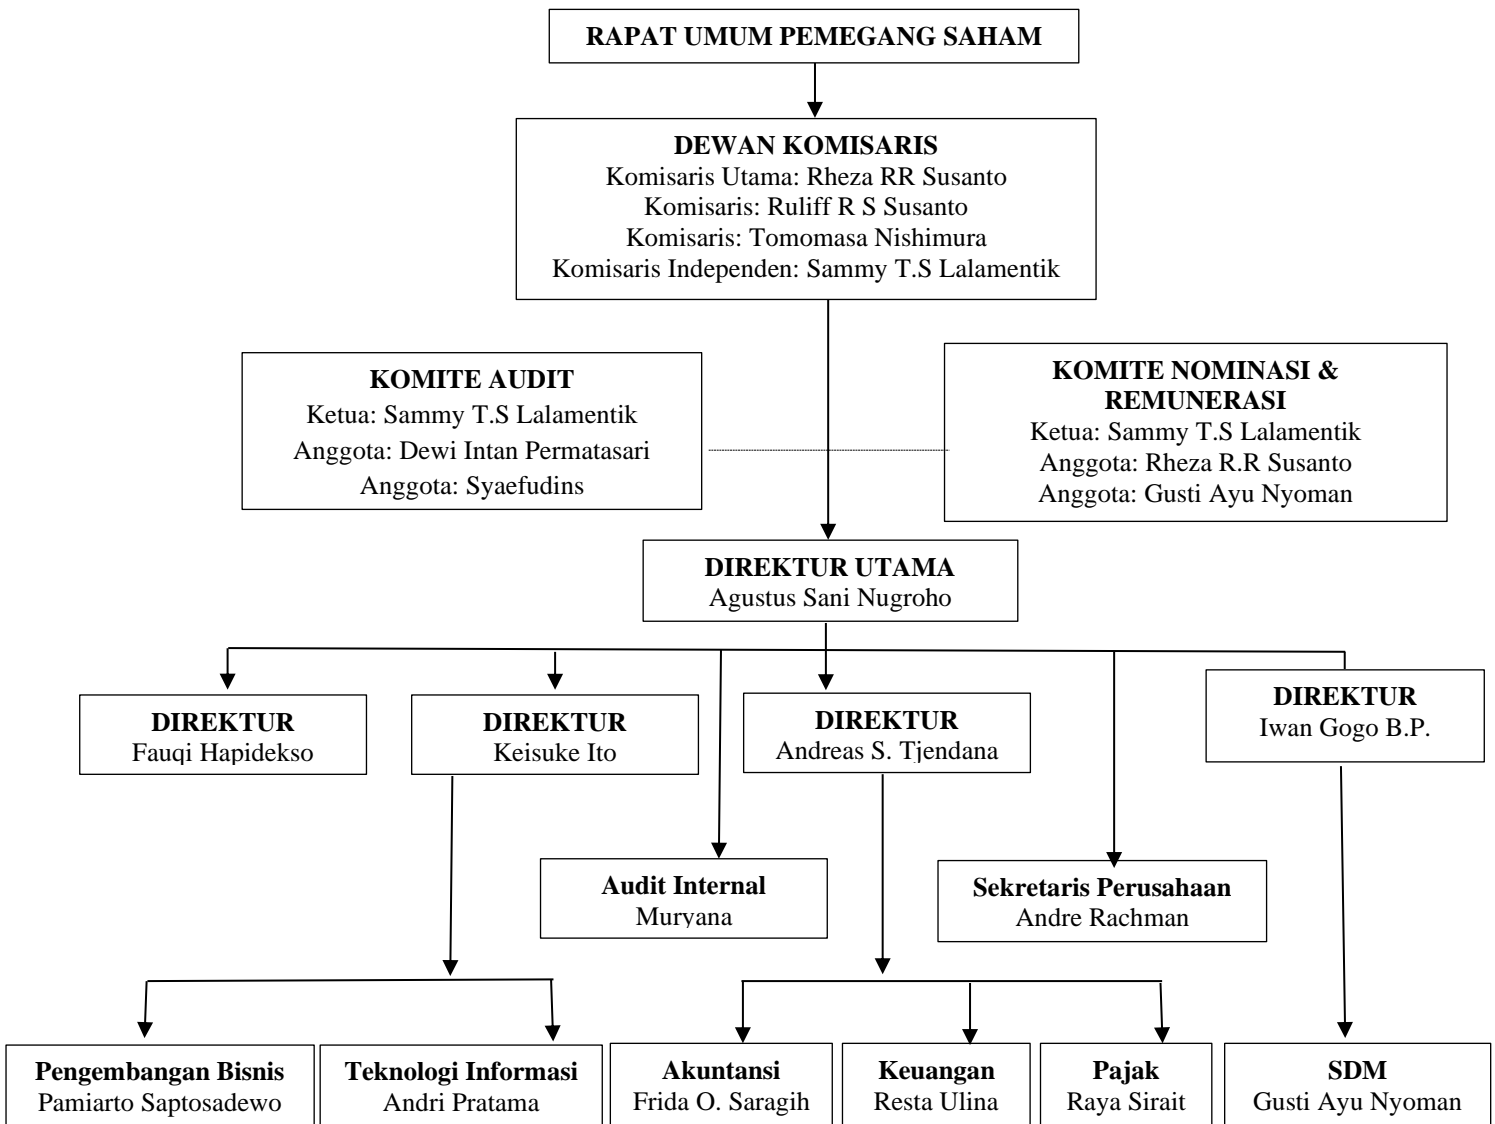 RAPAT UMUM PEMEGANG SAHAM
DEWAN KOMISARIS
Komisaris Utama: Rheza RR Susanto
Komisaris: Ruliff R S Susanto
Komisaris: Tomomasa Nishimura
Komisaris Independen: Sammy T.S Lalamentik
KOMITE AUDIT
Ketua: Sammy T.S Lalamentik
Anggota: Dewi Intan Permatasari
Anggota: Syaefudins
KOMITE NOMINASI &
REMUNERASI
Ketua: Sammy T.S Lalamentik
Anggota: Rheza R.R Susanto
Anggota: Gusti Ayu Nyoman
DIREKTUR UTAMA
Agustus Sani Nugroho
DIREKTUR
Fauqi Hapidekso
DIREKTUR
Keisuke Ito
DIREKTUR
Andreas S. Tjendana
DIREKTUR
Iwan Gogo B.P.
Audit Internal
Muryana
Sekretaris Perusahaan
Andre Rachman
Pengembangan Bisnis
Pamiarto Saptosadewo
Teknologi Informasi
Andri Pratama
Akuntansi
Frida O. Saragih
Keuangan
Resta Ulina
Pajak
Raya Sirait
SDM
Gusti Ayu Nyoman